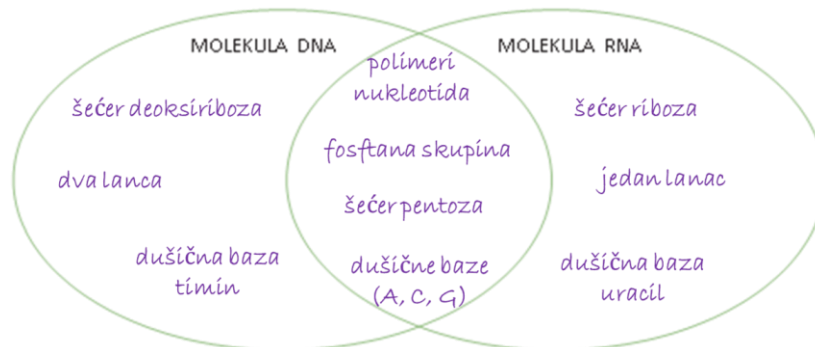 MOLEKULA DNA
šećer deoksiriboza
dva lanca
dušična baza
timin
polimeri
nukleotida
fosftana skupina
šećer pentoza
dušične baze
(A, C, G)
MOLEKULA RNA
šećer riboza
jedan lanac
dušična baza
uracil